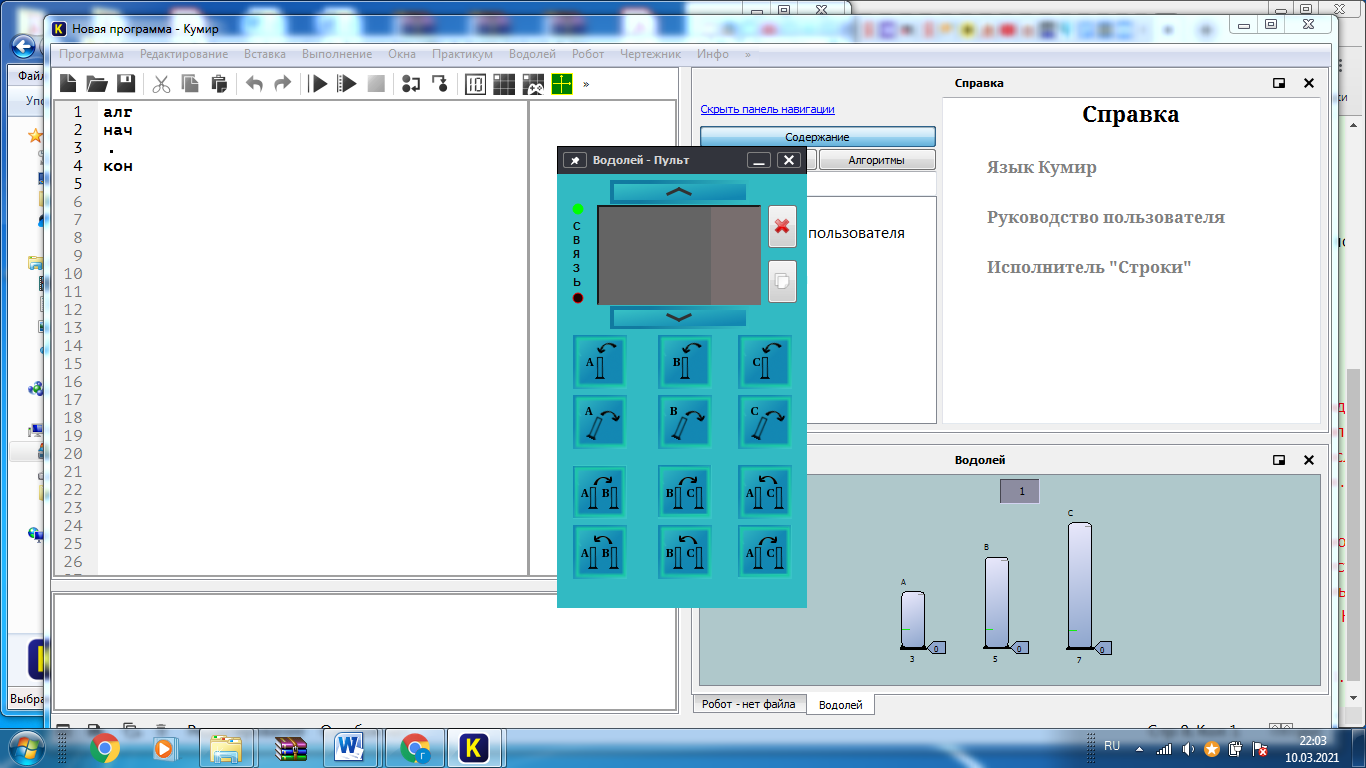 Новая программа - Кумир
Программа Редактирование Вставка Выполнение Окна Практикум Водолей Робот Чертежник Инфо »
»
1 алг
2 нач
3 .
4 кон
5
6
7
8
9
10
11
12
13
14
15
16
17
18
19
20
21
22
23
24
25
26
Справка
Скрыть панель навигации
Содержание
Алгоритмы
пользователя
Справка
Язык Кумир
Руководство пользователя
Исполнитель "Строки"
Водолей - Пульт
СВЯЗЬ
A B C
A B C
A B B C A C
A B B C A C
Водолей
1
A B C
0 0 0
3 5 7
Робот - нет файла Водолей
Файл
Выбра
RU
22:03
10.03.2021